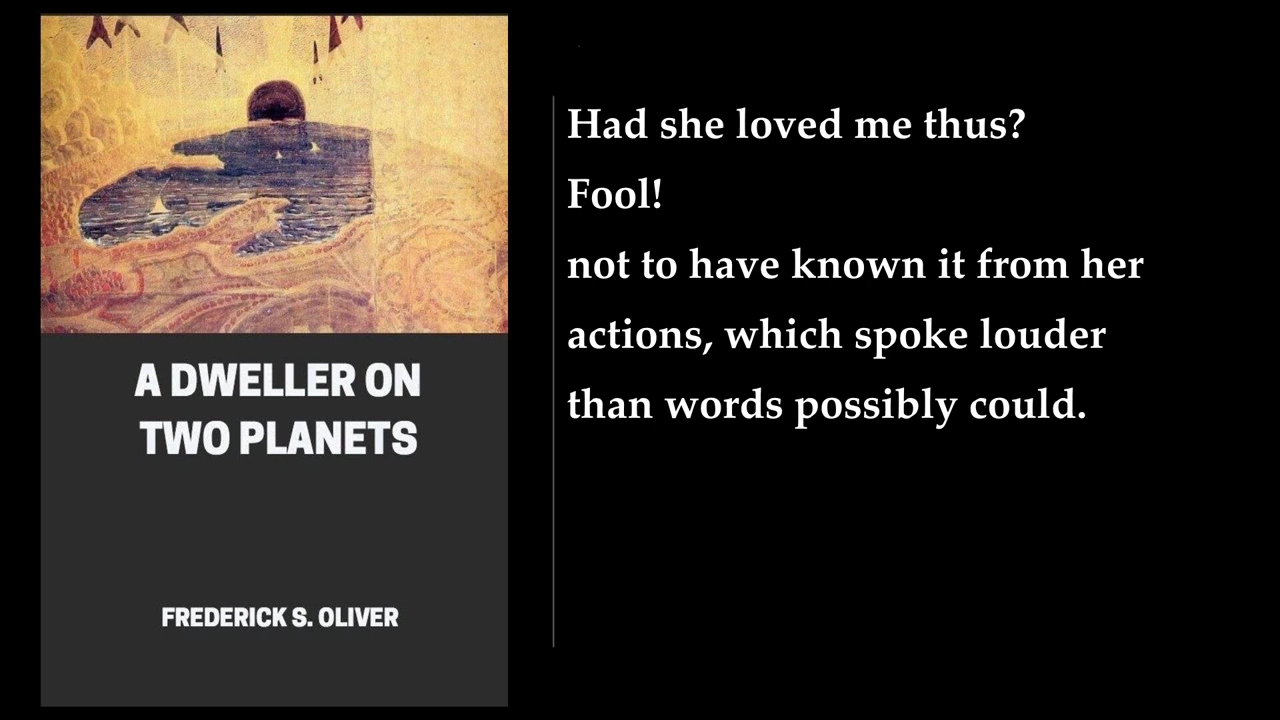 A DWELLER ON
TWO PLANETS
FREDERICK S. OLIVER
Had she loved me thus?
Fool!
not to have known it from her
actions, which spoke louder
than words possibly could.